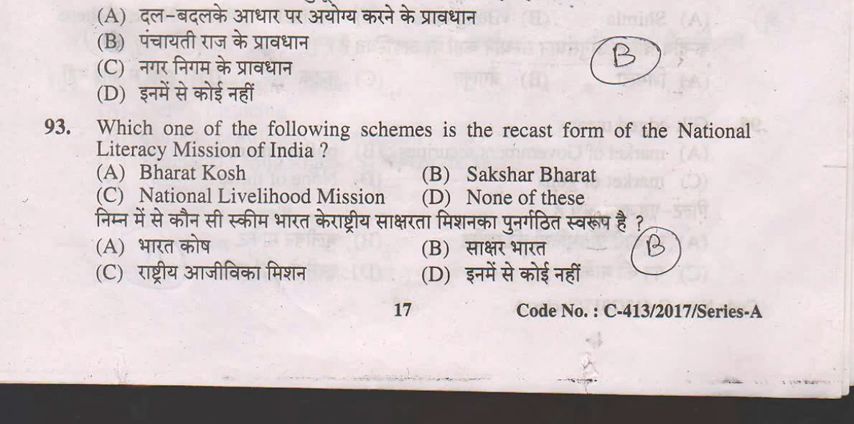 (A) दल-बदलके आधार पर अयोग्य करने के प्रावधान
(B) पंचायती राज के प्रावधान
(C) नगर निगम के प्रावधान
(D) इनमें से कोई नहीं
B
93. Which one of the following schemes is the recast form of the National
Literacy Mission of India ?
(A) Bharat Kosh (B) Sakshar Bharat
(C) National Livelihood Mission (D) None of these
निम्न में से कौन सी स्कीम भारत केराष्ट्रीय साक्षरता मिशनका पुनर्गठित स्वरूप है ?
(A) भारत कोष (B) साक्षर भारत
B
(C) राष्ट्रीय आजीविका मिशन (D) इनमें से कोई नहीं
17 Code No. : C-413/2017/Series-A